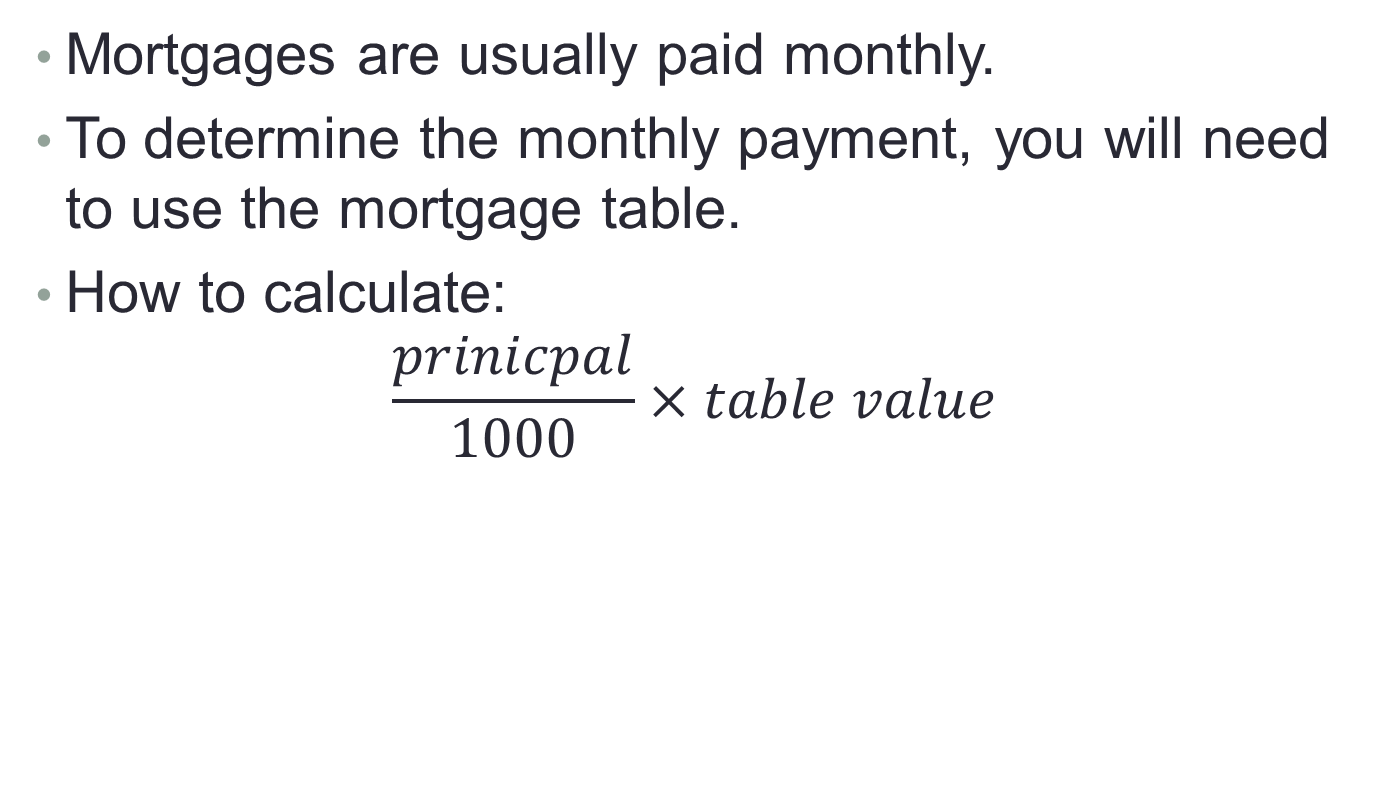 • Mortgages are usually paid monthly.
• To determine the monthly payment, you will need
to use the mortgage table.
• How to calculate:
prinicpal
1000
× table value